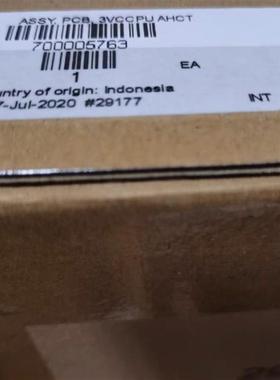 ASSY, PCB, 3VCCPU AHCT
700005763
EA
1
untry of origin: Indonesia
7-Jul-2020 #29177
INT